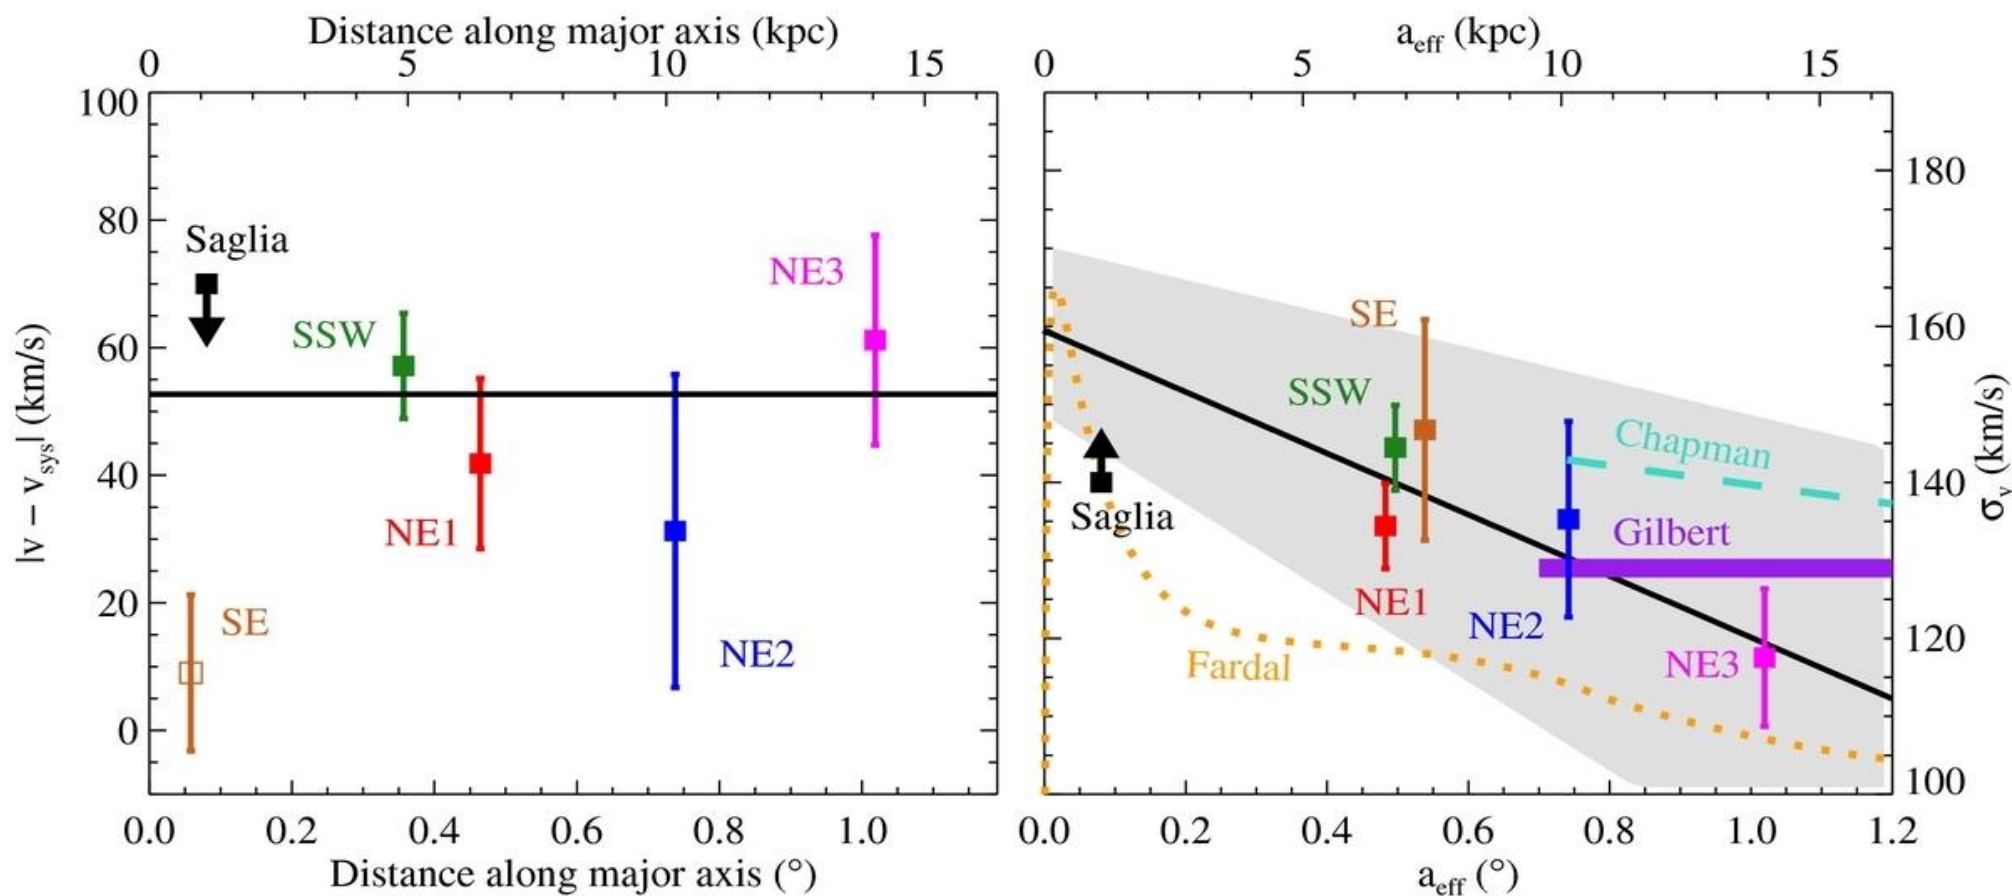 Distance along major axis (kpc)
0 5 10 15
100
80
60
40
20
0
|v − vsys| (km/s)
Saglia
SSW
NE3
NE1
SE
NE2
0.0 0.2 0.4 0.6 0.8 1.0
Distance along major axis (°)
aeff (kpc)
0 5 10 15
SE
SSW
Chapman
Saglia
Gilbert
NE1
NE2
Fardal
NE3
180
160
140
120
100
σv (km/s)
0.0 0.2 0.4 0.6 0.8 1.0 1.2
aeff (°)